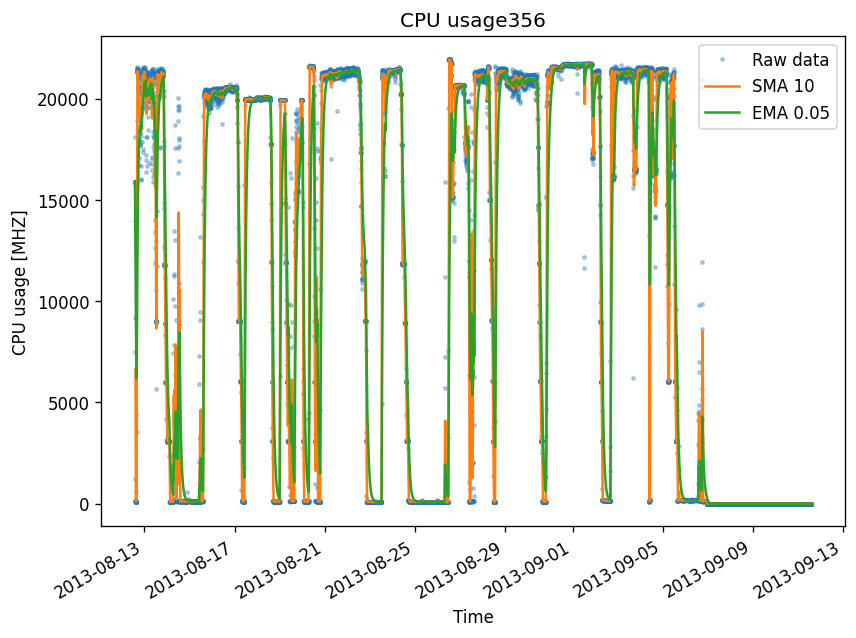 CPU usage356
Raw data
SMA 10
EMA 0.05
CPU usage [MHZ]
20000
15000
10000
5000
0
2013-08-13
2013-08-17
2013-08-21
2013-08-25
2013-08-29
2013-09-01
2013-09-05
2013-09-09
2013-09-13
Time